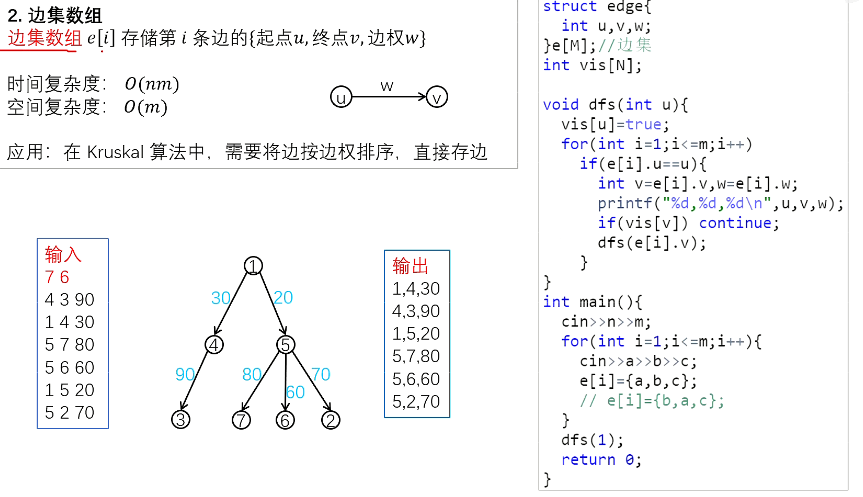 2. 边集数组
边集数组 e[i] 存储第 i 条边的{起点u, 终点v, 边权w}
时间复杂度： O(nm)
空间复杂度： O(m)
u
w
v
应用：在 Kruskal 算法中，需要将边按边权排序，直接存边
输入
7 6
4 3 90
1 4 30
5 7 80
5 6 60
1 5 20
5 2 70
1
30
20
4
5
90
80
60
70
3
7
6
2
输出
1,4,30
4,3,90
1,5,20
5,7,80
5,6,60
5,2,70
struct edge{
int u,v,w;
}e[M];//边集
int vis[N];
void dfs(int u){
vis[u]=true;
for(int i=1;i<=m;i++)
if(e[i].u==u){
int v=e[i].v,w=e[i].w;
printf("%d,%d,%d\n",u,v,w);
if(vis[v]) continue;
dfs(e[i].v);
}
}
int main(){
cin>>n>>m;
for(int i=1;i<=m;i++){
cin>>a>>b>>c;
e[i]={a,b,c};
// e[i]={b,a,c};
}
dfs(1);
return 0;
}